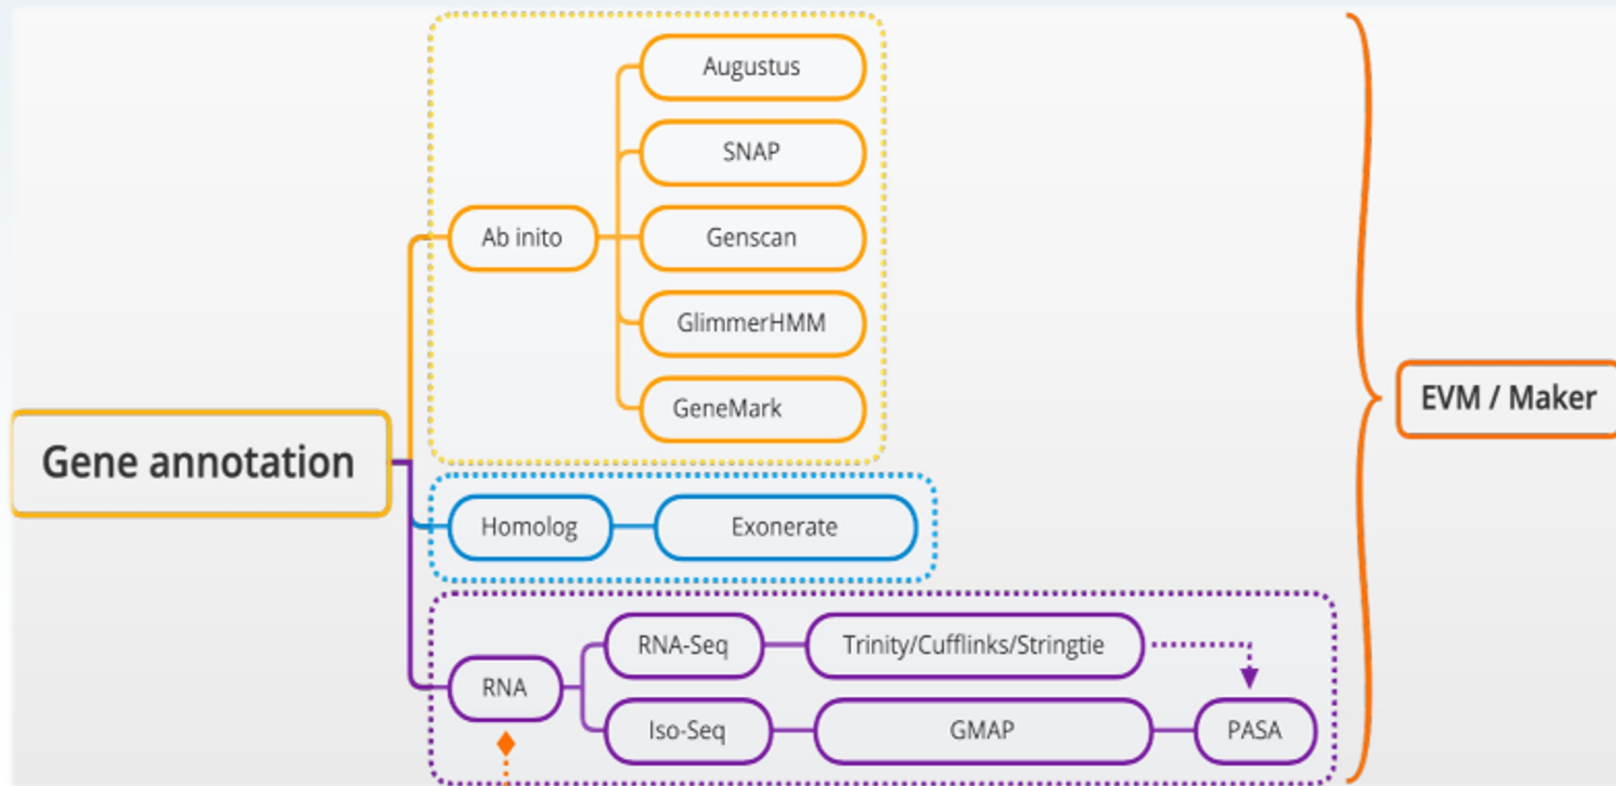 Augustus
SNAP
Ab inito
Genscan
GlimmerHMM
EVM / Maker
GeneMark
Gene annotation
Homolog
Exonerate
RNA-Seq
Trinity/Cufflinks/Stringtie
RNA
Iso-Seq
GMAP
PASA